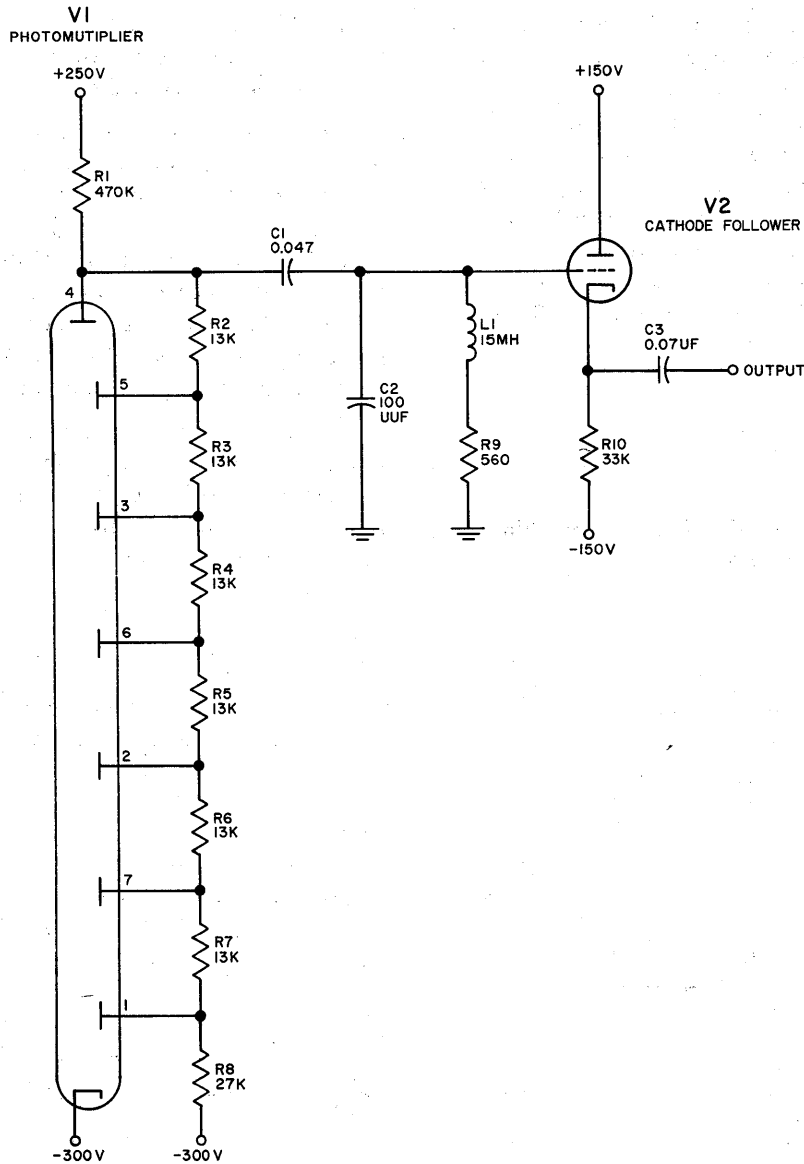 V1
PHOTOMUTIPLIER
+250V
R1
470K
4
C1
0.047
R2
13K
5
R3
13K
3
R4
13K
6
R5
13K
2
R6
13K
7
R7
13K
1
R8
27K
-300V
-300V
C2
100
UUF
L1
15MH
R9
560
+150V
V2
CATHODE FOLLOWER
C3
0.07UF
OUTPUT
R10
33K
-150V